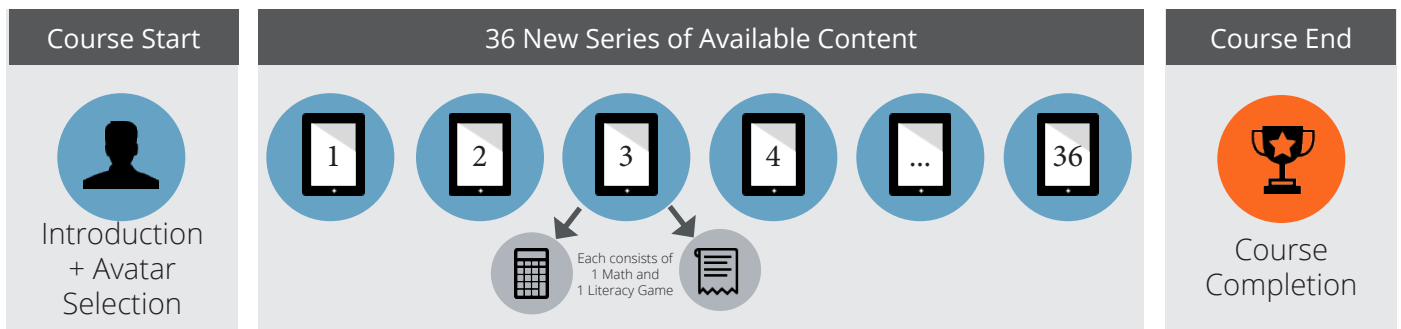 Course Start
36 New Series of Available Content
Course End
1
2
3
4
...
36
Introduction
+ Avatar
Selection
Each consists of
1 Math and
1 Literacy Game
Course
Completion